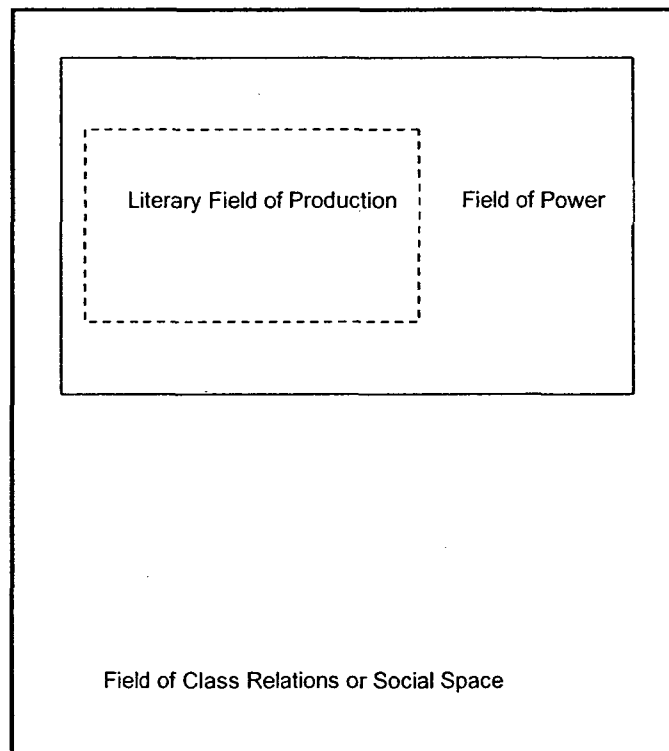 Literary Field of Production
Field of Power
Field of Class Relations or Social Space